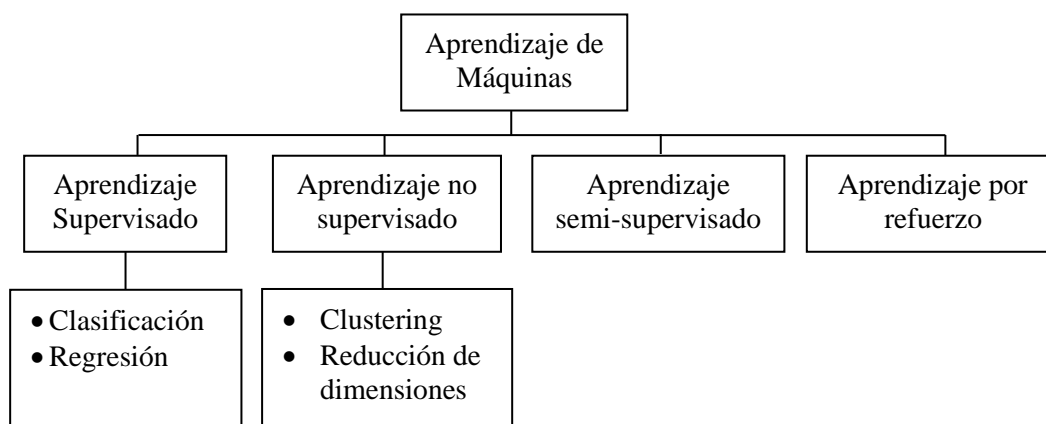 Aprendizaje de
Máquinas
Aprendizaje
Supervisado
Aprendizaje no
supervisado
Aprendizaje
semi-supervisado
Aprendizaje por
refuerzo
• Clasificación
• Regresión
• Clustering
• Reducción de
dimensiones